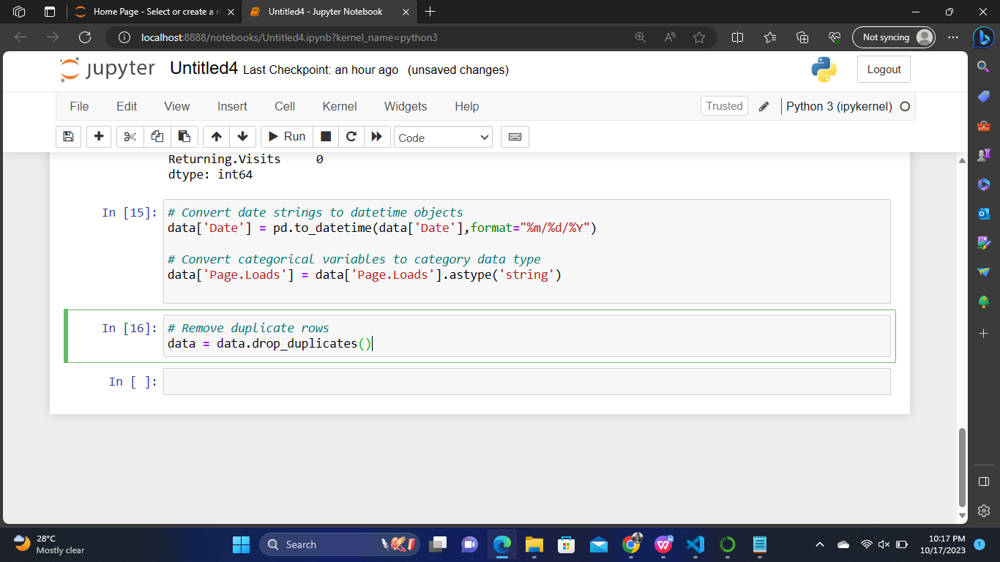 Home Page - Select or create a n
Untitled4 - Jupyter Notebook
localhost:8888/notebooks/Untitled4.ipynb?kernel_name=python3
Not syncing
jupyter
Untitled4 Last Checkpoint: an hour ago (unsaved changes)
Logout
File Edit View Insert Cell Kernel Widgets Help
Trusted
Python 3 (ipykernel)
Run
Code
Returning.Visits 0
dtype: int64
In [15]: # Convert date strings to datetime objects
data['Date'] = pd.to_datetime(data['Date'],format="%m/%d/%Y")
# Convert categorical variables to category data type
data['Page.Loads'] = data['Page.Loads'].astype('string')
In [16]: # Remove duplicate rows
data = data.drop_duplicates()
In [ ]:
28°C
Mostly clear
Search
10:17 PM
10/17/2023
1